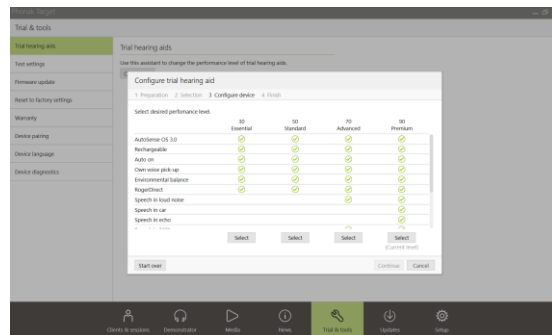 Phonak Target
Trial & tools
Trial hearing aids
Test settings
Firmware update
Reset to factory settings
Warranty
Device pairing
Device language
Device diagnostics
Trial hearing aids
Use this assistant to change the performance level of trial hearing aids.
Configure trial hearing aid
1 Preparation 2 Selection 3 Configure device 4 Finish
Select desired performance level.
30 50 70 90
Essential Standard Advanced Premium
AutoSense OS 3.0
Rechargeable
Auto on
Own voice pick-up
Environmental balance
RogerDirect
Speech in loud noise
Speech in car
Speech in echo
Select Select Select Select
(Current level)
Start over Continue Cancel
Clients & sessions Demonstrator Media News Trial & tools Updates Setup